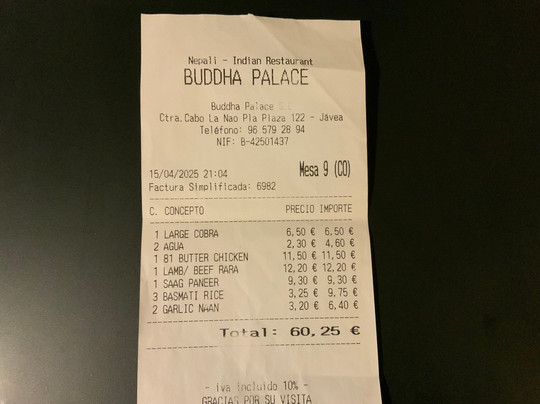 Nepali - Indian Restaurant
BUDDHA PALACE
Buddha Palace
Ctra.Cabo La Nao Pla Plaza 122 - Jávea
Teléfono: 96 579 28 94
NIF: B-42501437
15/04/2025 21:04 Mesa 9 (CO)
Factura Simplificada: 6982
C. CONCEPTO PRECIO IMPORTE
1 LARGE COBRA 6,50 € 6,50 €
2 AGUA 2,30 € 4,60 €
1 81 BUTTER CHICKEN 11,50 € 11,50 €
1 LAMB/ BEEF RARA 12,20 € 12,20 €
1 SAAG PANEER 9,30 € 9,30 €
3 BASMATI RICE 3,25 € 9,75 €
2 GARLIC NAAN 3,20 € 6,40 €
Total: 60,25 €
- iva incluido 10% -
GRACIAS POR SU VISITA